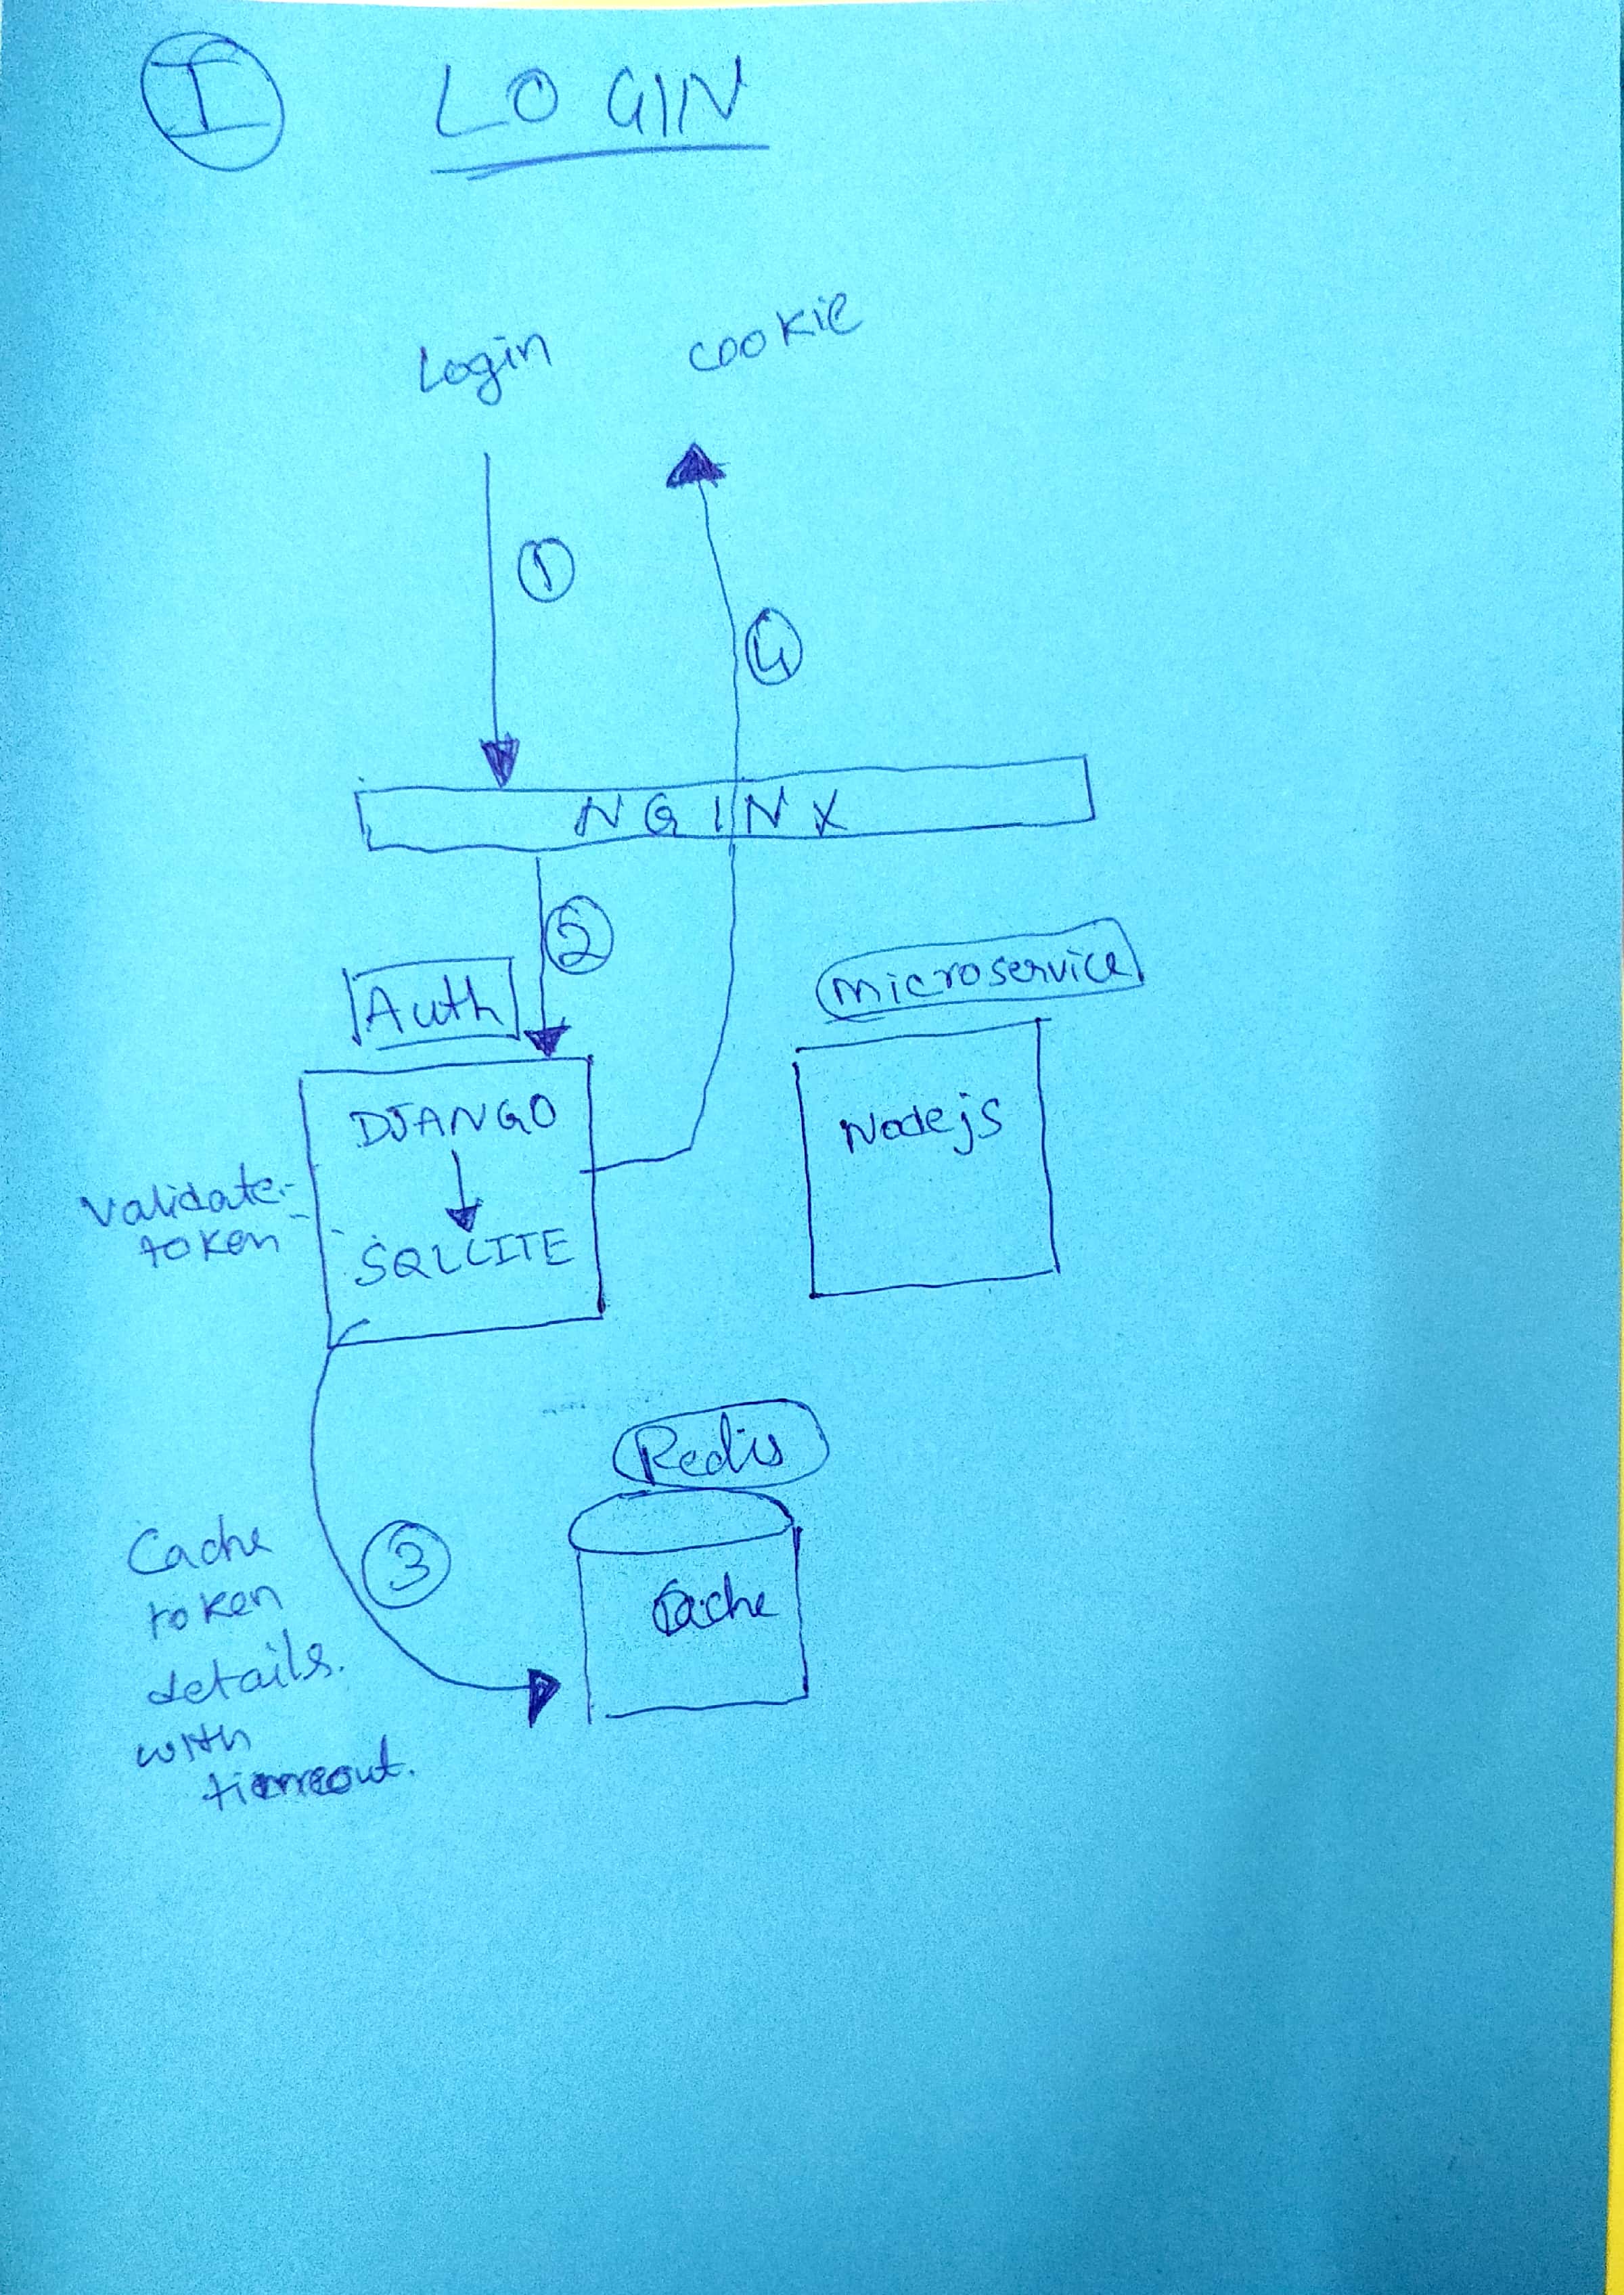 I LOGIN
Login cookie
1
4
NGINX
2
Auth
microservice
DJANGO
Nodejs
Validate
token
SQLLITE
Redis
Cache
3
Cache
token
details.
with
timeout.